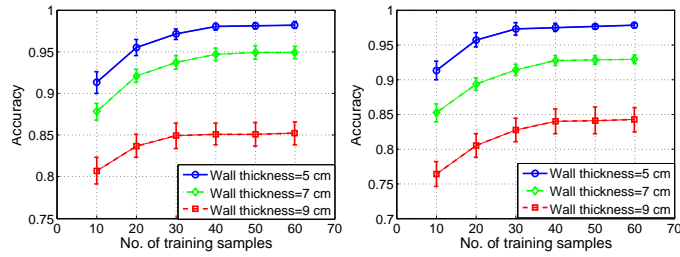 1
0.95
0.9
0.85
0.8
0.75
Accuracy
0 10 20 30 40 50 60 70
No. of training samples
Wall thickness=5 cm
Wall thickness=7 cm
Wall thickness=9 cm
1
0.95
0.9
0.85
0.8
0.75
0.7
Accuracy
0 10 20 30 40 50 60 70
No. of training samples
Wall thickness=5 cm
Wall thickness=7 cm
Wall thickness=9 cm